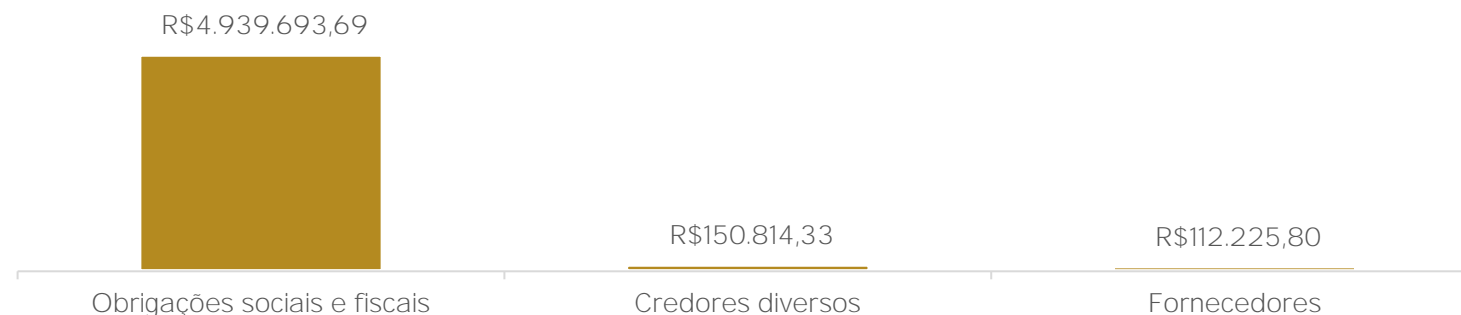 R$4.939.693,69
R$150.814,33
R$112.225,80
Obrigações sociais e fiscais
Credores diversos
Fornecedores